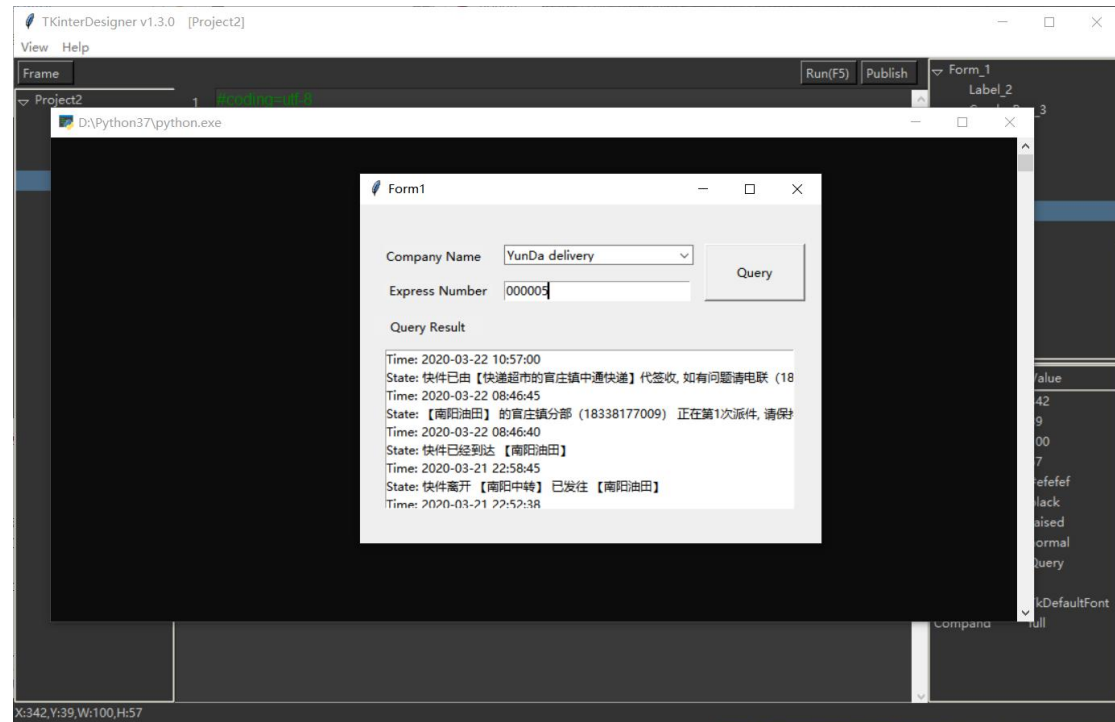 TKinterDesigner v1.3.0 [Project2]
View Help
Frame
Run(F5) Publish
Form_1
Project2
1 #coding=utf-8
Label_2
_3
D:\Python37\python.exe
Form1
Company Name YunDa delivery
Query
Express Number 000005
Query Result
Time: 2020-03-22 10:57:00
State: 快件已由【快递超市的官庄镇中通快递】代签收, 如有问题请电联（18
Time: 2020-03-22 08:46:45
State: 【南阳油田】 的官庄镇分部（18338177009） 正在第1次派件, 请保持
Time: 2020-03-22 08:46:40
State: 快件已经到达 【南阳油田】
Time: 2020-03-21 22:58:45
State: 快件离开 【南阳中转】 已发往 【南阳油田】
Time: 2020-03-21 22:52:38
alue
42
9
00
7
efefef
lack
aised
ormal
Query
kDefaultFont
Compand full
X:342,Y:39,W:100,H:57